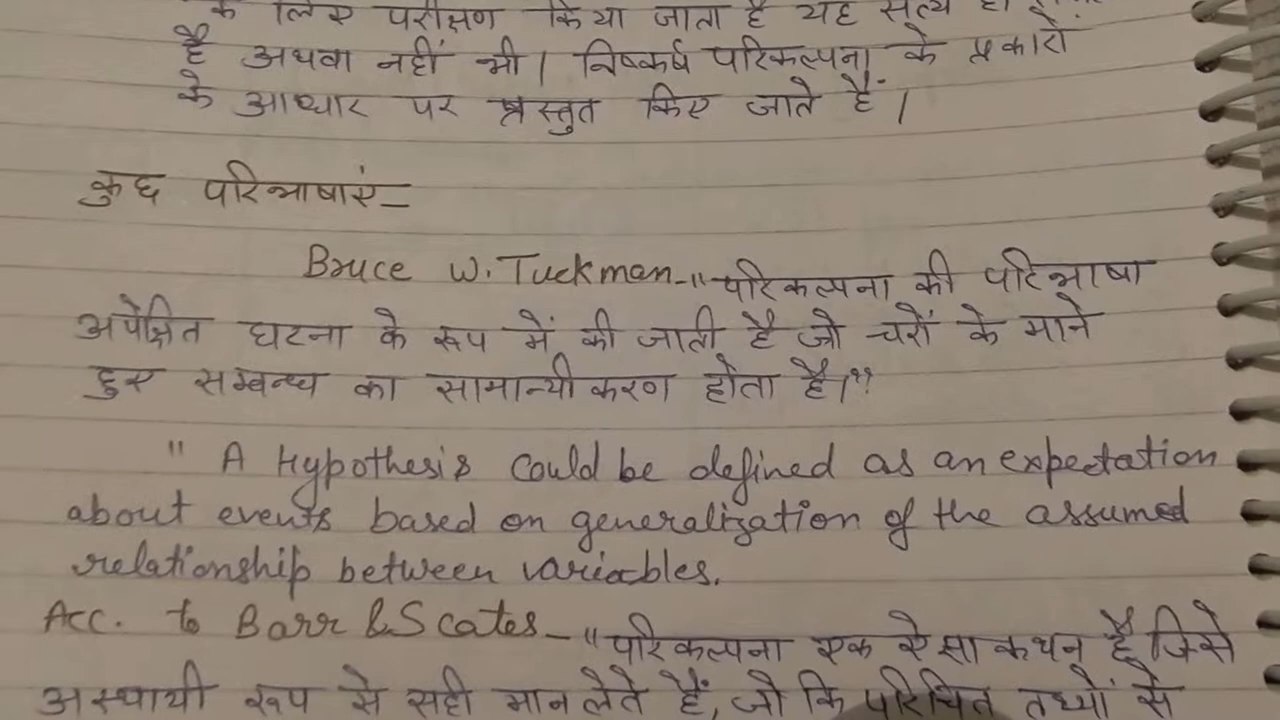 के लिए परीक्षण किया जाता है यह सत्य
है अथवा नहीं भी। निष्कर्ष परिकल्पना के प्रकारों
के आधार पर प्रस्तुत किए जाते हैं।
कुछ परिभाषाएं–
Bruce W. Tuckman–"परिकल्पना की परिभाषा
अपेक्षित घटना के रूप में की जाती है जो चरों के माने
हुए सम्बन्ध का सामान्यीकरण होता है।"
" A Hypothesis could be defined as an expectation
about events based on generalization of the assumed
relationship between variables.
Acc. to Barr & Scates–"परिकल्पना एक ऐसा कथन है जिसे
अस्थायी रूप से सही मान लेते हैं, जो कि परिचित तथ्यों से